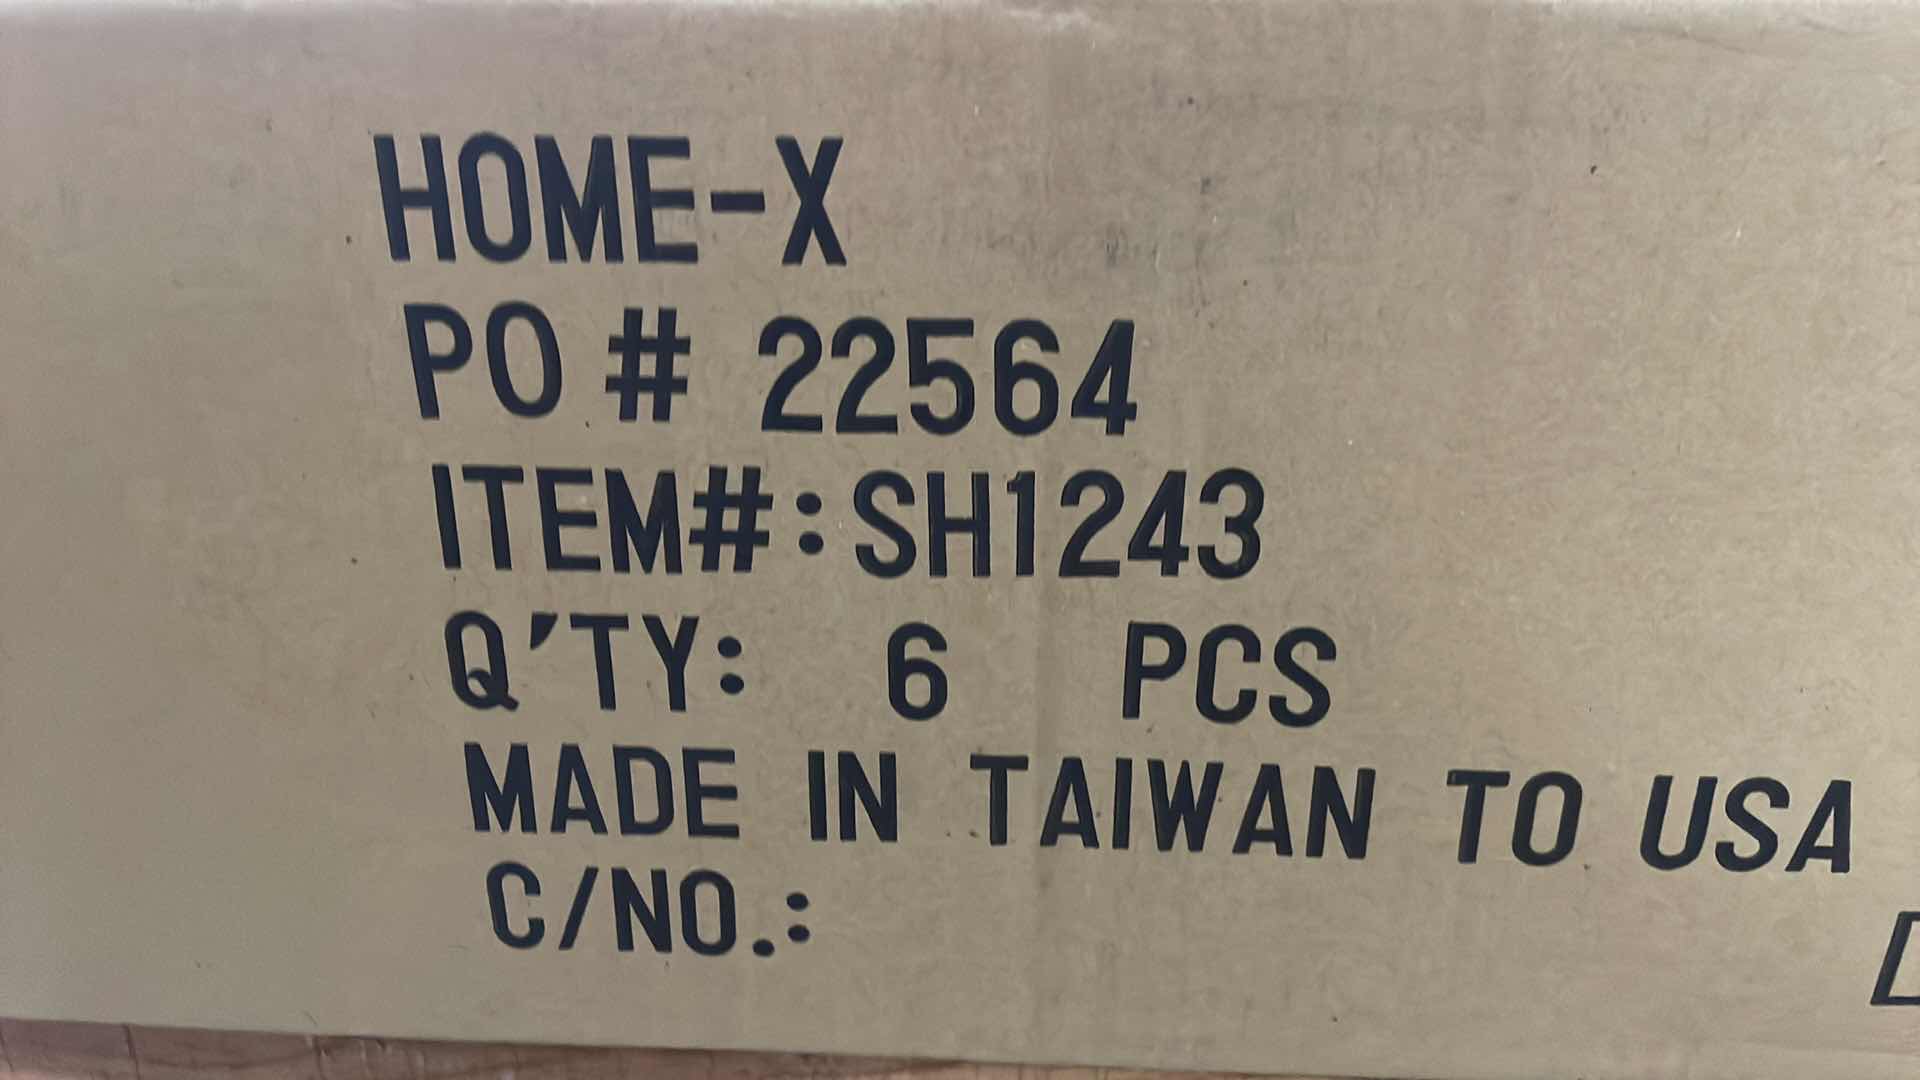 HOME-X
PO # 22564
ITEM#:SH1243
Q'TY: 6 PCS
MADE IN TAIWAN TO USA
C/NO.: